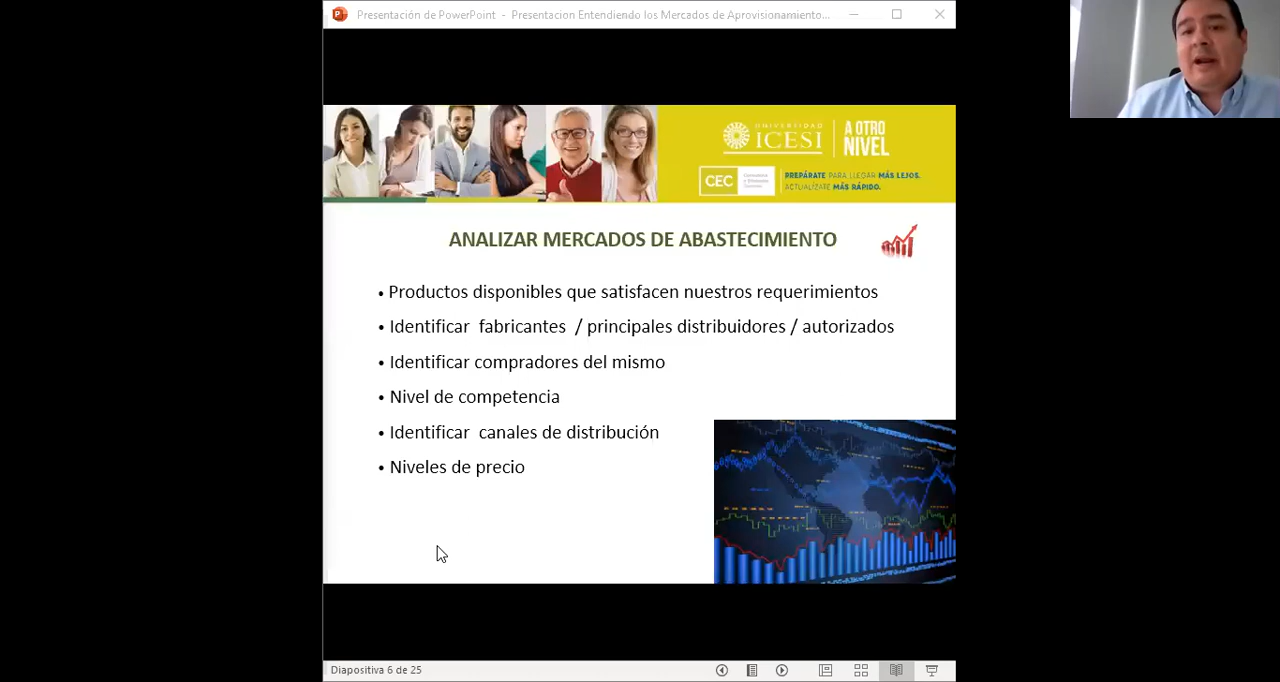 Presentación de PowerPoint - Presentacion Entendiendo los Mercados de Aprovisionamiento...
UNIVERSIDAD
ICESI
A OTRO
NIVEL
CEC
PREPÁRATE PARA LLEGAR MÁS LEJOS.
ACTUALÍZATE MÁS RÁPIDO.
ANALIZAR MERCADOS DE ABASTECIMIENTO
• Productos disponibles que satisfacen nuestros requerimientos
• Identificar fabricantes / principales distribuidores / autorizados
• Identificar compradores del mismo
• Nivel de competencia
• Identificar canales de distribución
• Niveles de precio
Diapositiva 6 de 25